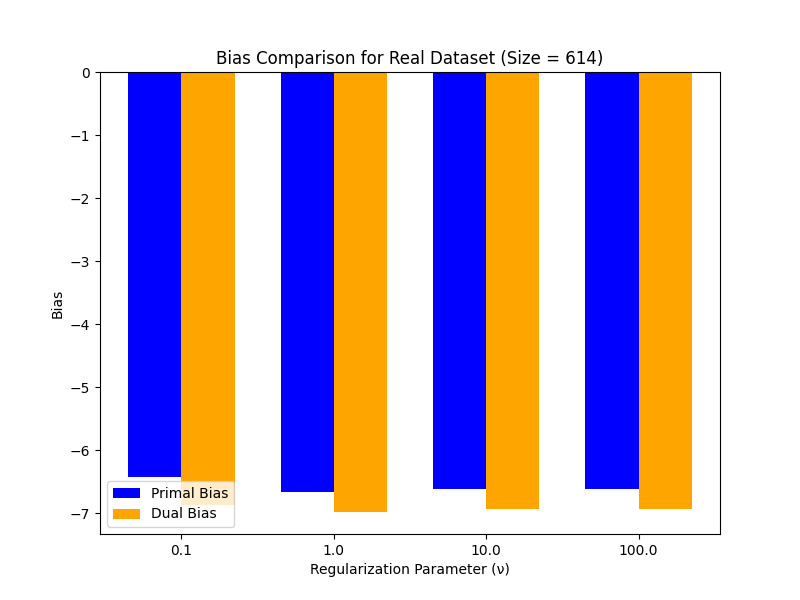 Bias Comparison for Real Dataset (Size = 614)
0
−1
−2
−3
−4
−5
−6
−7
Bias
Primal Bias
Dual Bias
0.1 1.0 10.0 100.0
Regularization Parameter (ν)